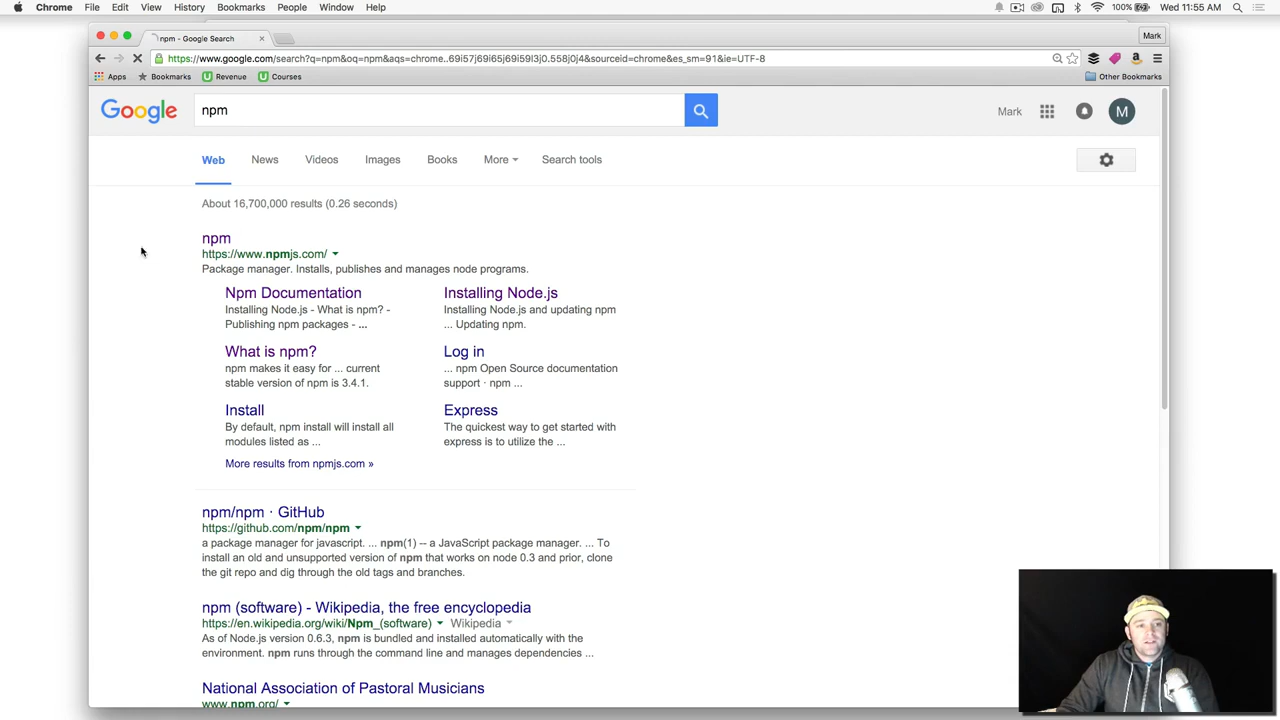 Chrome File Edit View History Bookmarks People Window Help 100% Wed 11:55 AM
npm - Google Search Mark
https://www.google.com/search?q=npm&oq=npm&aqs=chrome..69i57j69i65j69i59l3j0.558j0j4&sourceid=chrome&es_sm=91&ie=UTF-8
Apps Bookmarks Revenue Courses Other Bookmarks
Google npm Mark M
Web News Videos Images Books More Search tools
About 16,700,000 results (0.26 seconds)
npm
https://www.npmjs.com/
Package manager. Installs, publishes and manages node programs.
Npm Documentation Installing Node.js
Installing Node.js - What is npm? - Installing Node.js and updating npm
Publishing npm packages - ... ... Updating npm.
What is npm? Log in
npm makes it easy for ... current ... npm Open Source documentation
stable version of npm is 3.4.1. support · npm ...
Install Express
By default, npm install will install all The quickest way to get started with
modules listed as ... express is to utilize the ...
More results from npmjs.com »
npm/npm · GitHub
https://github.com/npm/npm
a package manager for javascript. ... npm(1) -- a JavaScript package manager. ... To
install an old and unsupported version of npm that works on node 0.3 and prior, clone
the git repo and dig through the old tags and branches.
npm (software) - Wikipedia, the free encyclopedia
https://en.wikipedia.org/wiki/Npm_(software) Wikipedia
As of Node.js version 0.6.3, npm is bundled and installed automatically with the
environment. npm runs through the command line and manages dependencies ...
National Association of Pastoral Musicians
www.npm.org/